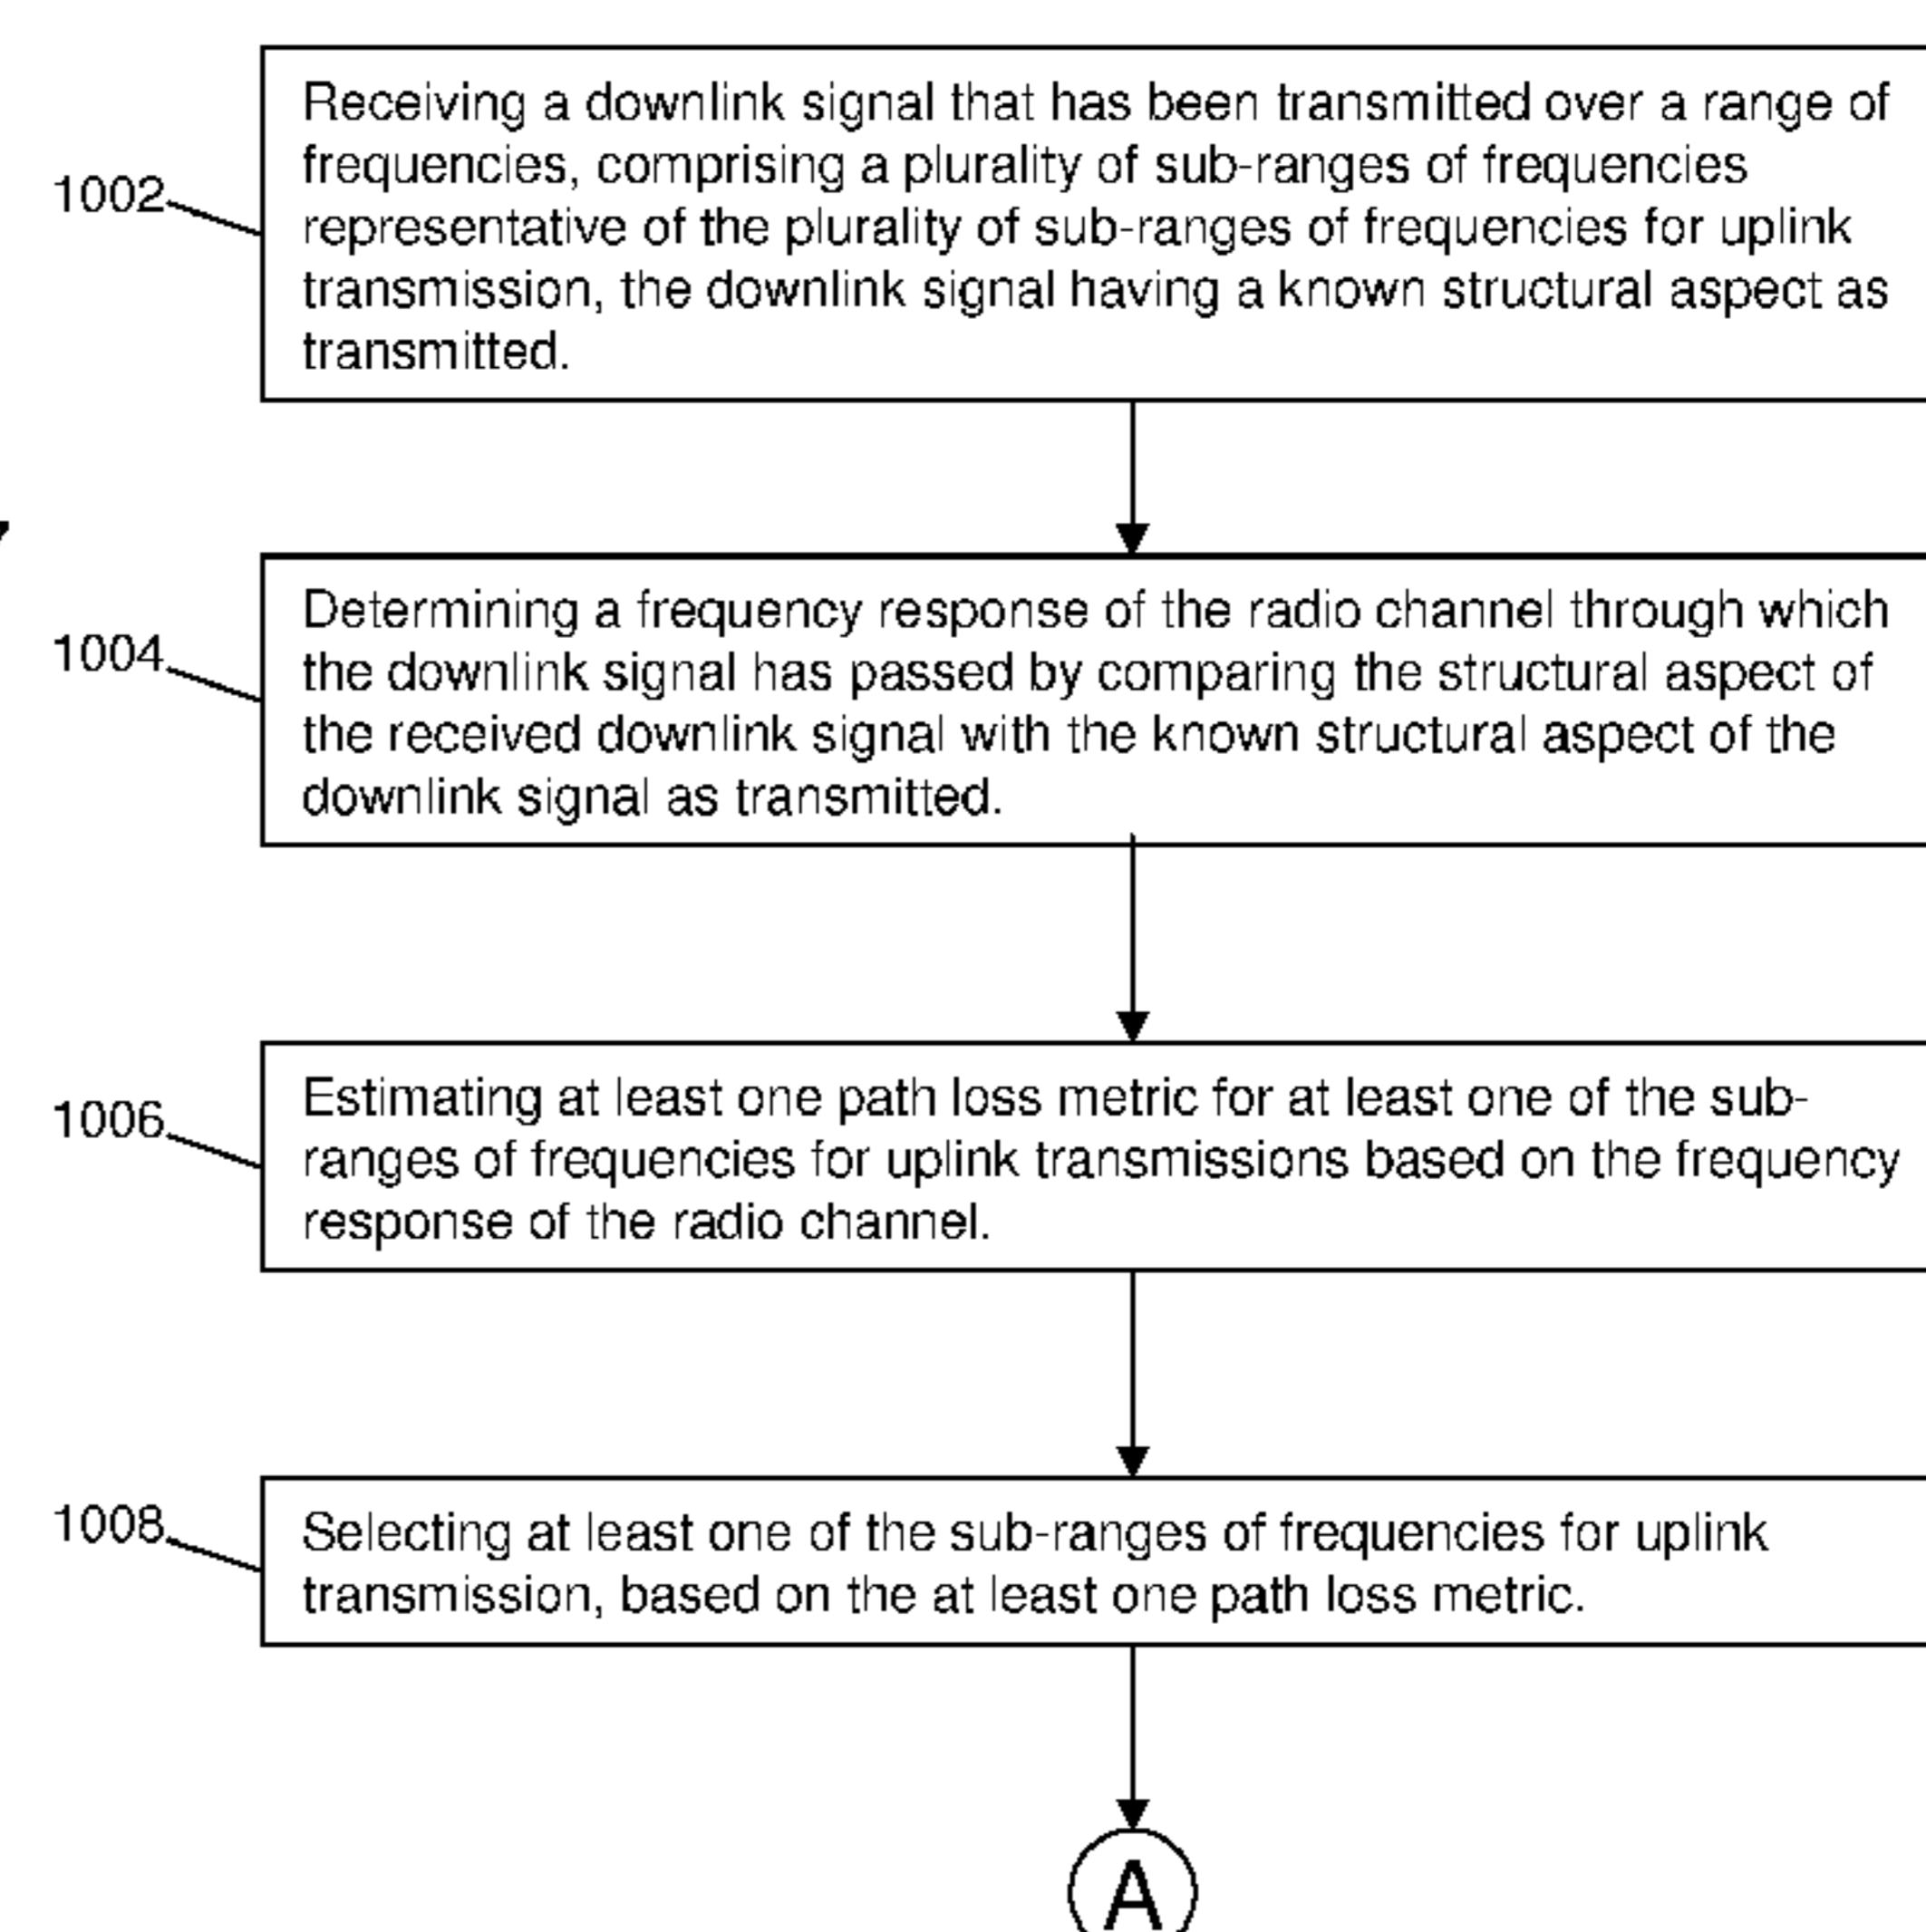 Receiving a downlink signal that has been transmitted over a range of
frequencies, comprising a plurality of sub-ranges of frequencies
1002
representative of the plurality of sub-ranges of frequencies for uplink
transmission, the downlink signal having a known structural aspect as
transmitted.
Determining a frequency response of the radio channel through which
1004
the downlink signal has passed by comparing the structural aspect of
the received downlink signal with the known structural aspect of the
downlink signal as transmitted.
Estimating at least one path loss metric for at least one of the sub-
1006
ranges of frequencies for uplink transmissions based on the frequency
response of the radio channel.
1008
Selecting at least one of the sub-ranges of frequencies for uplink
transmission, based on the at least one path loss metric.
A